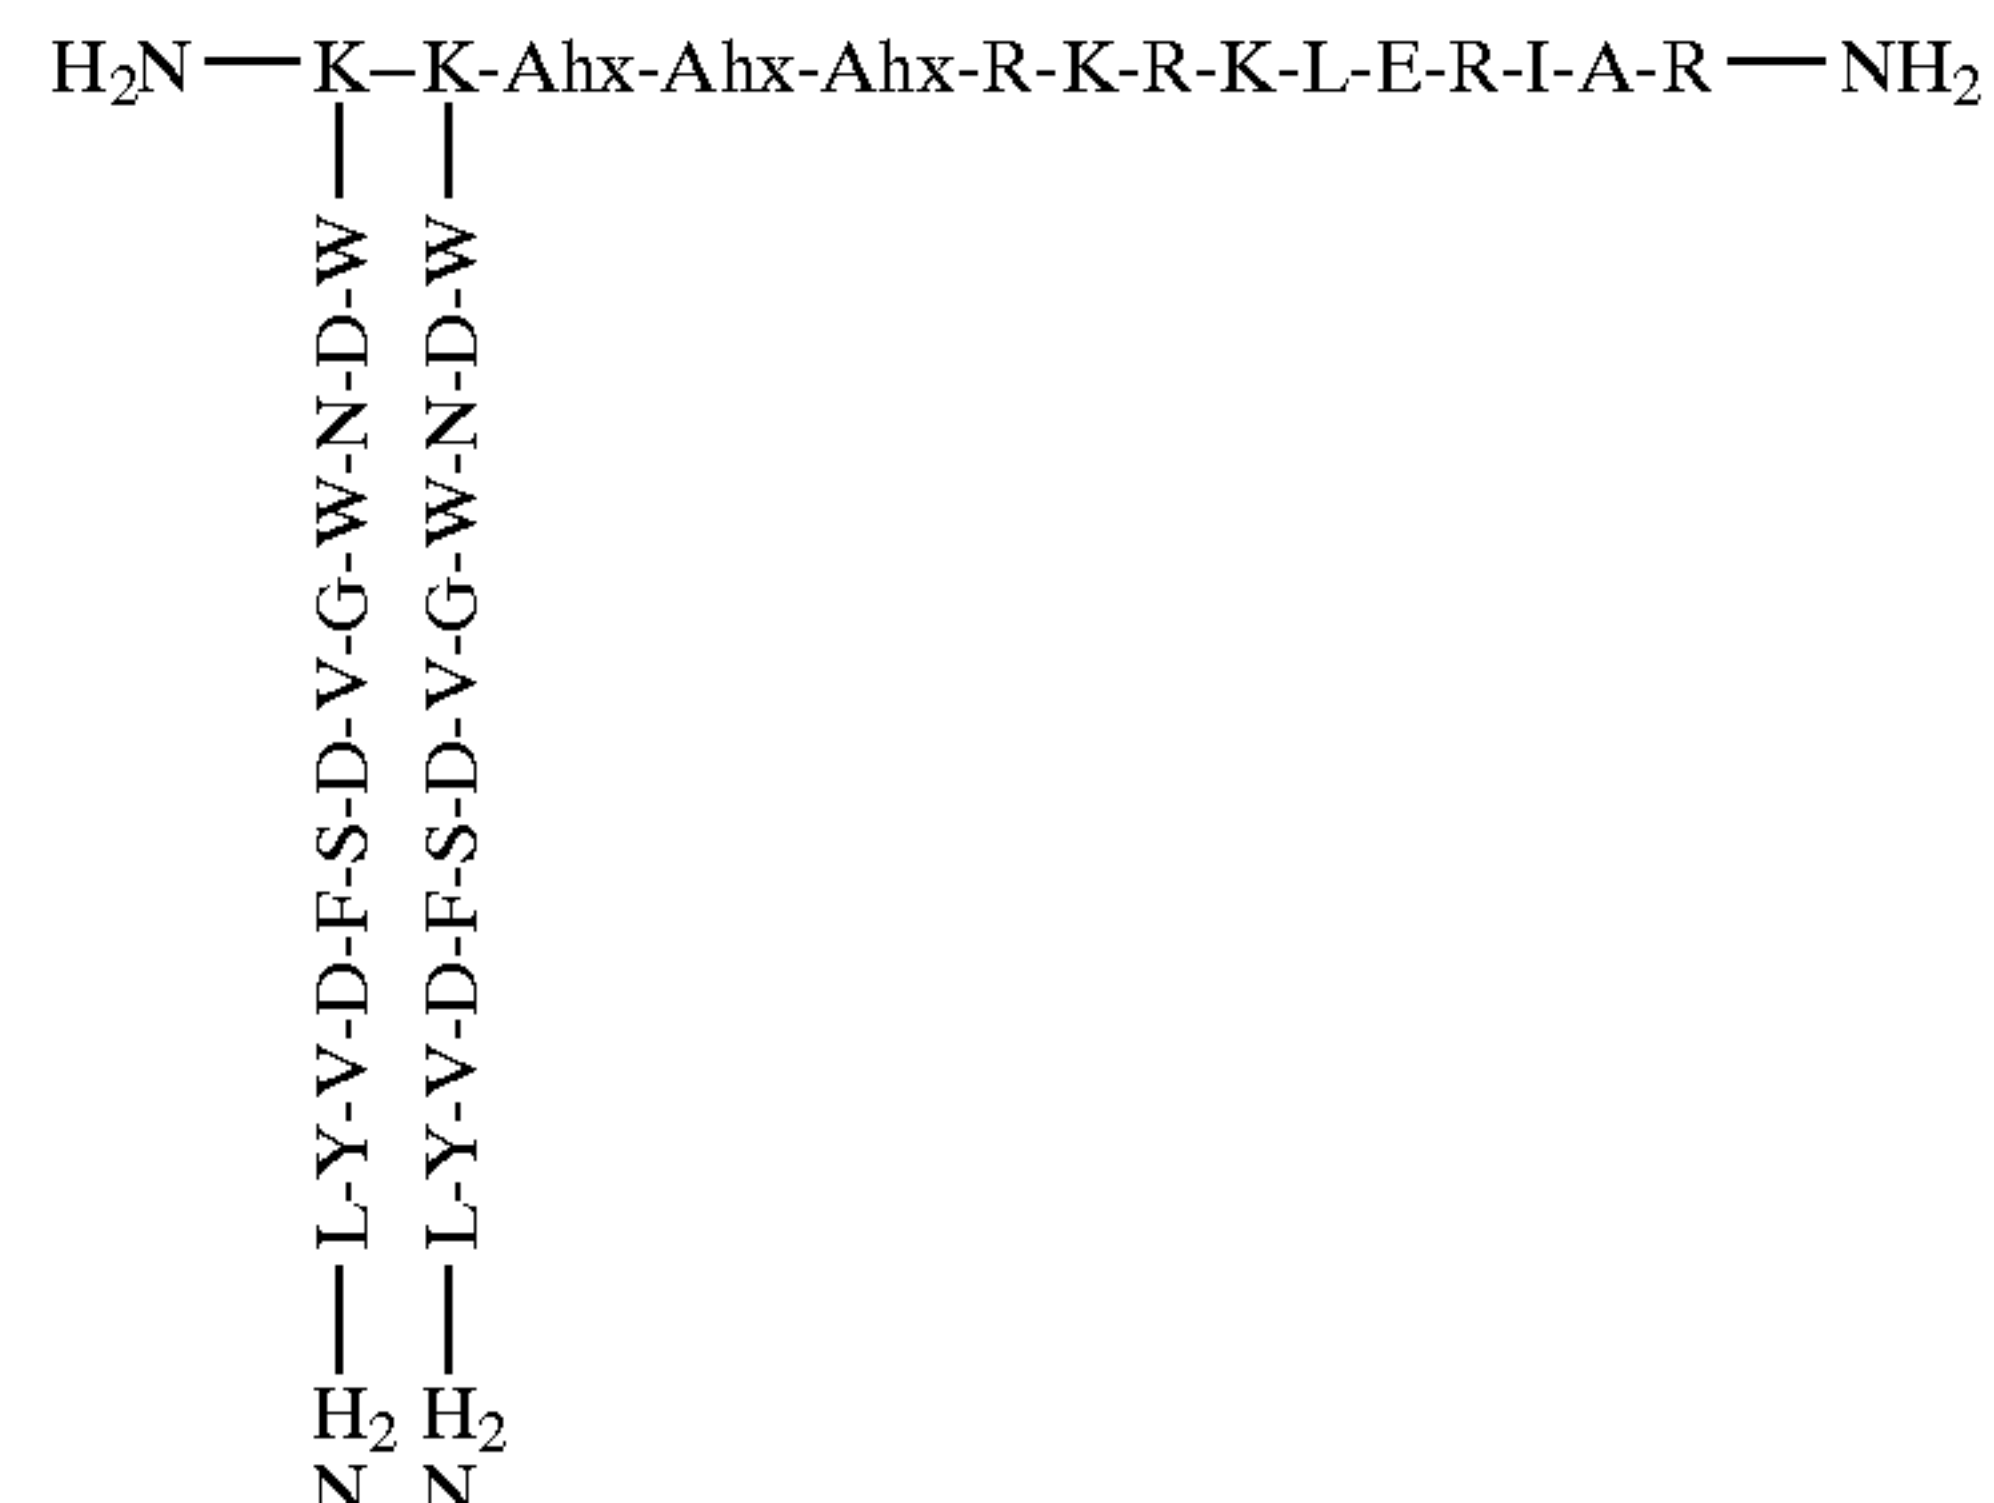 H₂N—K–K-Ahx-Ahx-Ahx-R-K-R-K-L-E-R-I-A-R—NH₂
L-Y-V-D-F-S-D-V-G-W-N-D-W
L-Y-V-D-F-S-D-V-G-W-N-D-W
H₂ H₂
N N